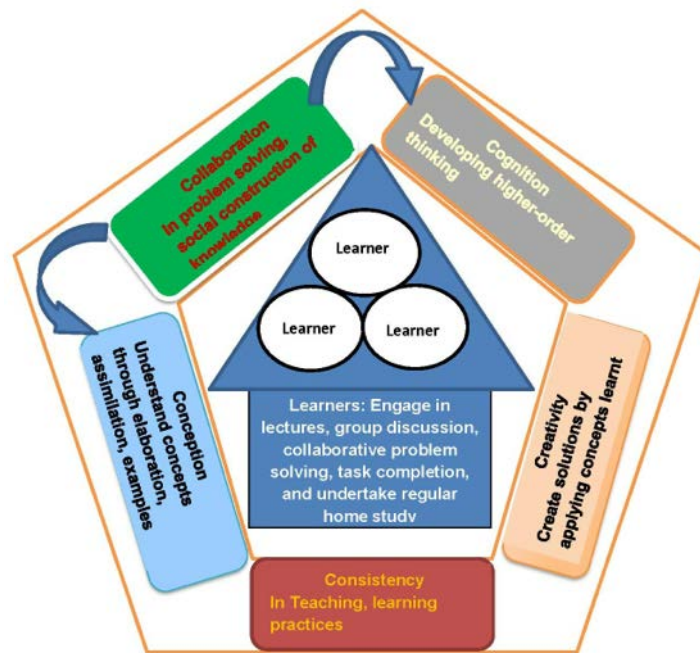 Collaboration
In problem solving,
social construction of
knowledge
Cognition
Developing higher-order
thinking
Learner
Learner
Learner
Conception
Understand concepts
through elaboration,
assimilation, examples
Learners: Engage in
lectures, group discussion,
collaborative problem
solving, task completion,
and undertake regular
home study
Creativity
Create solutions by
applying concepts learnt
Consistency
In Teaching, learning
practices